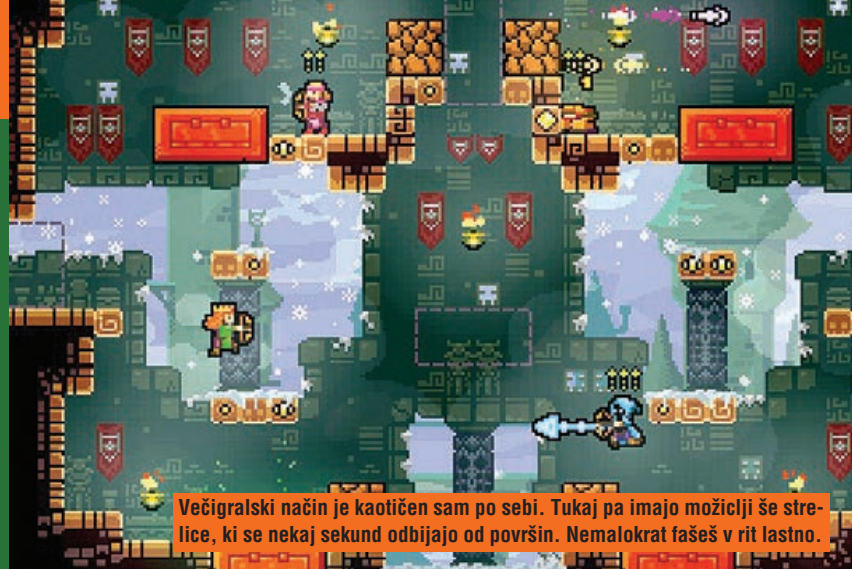 Večigralski način je kaotičen sam po sebi. Tukaj pa imajo možiclji še stre-
lice, ki se nekaj sekund odbijajo od površin. Nemalokrat fašeš v rit lastno.